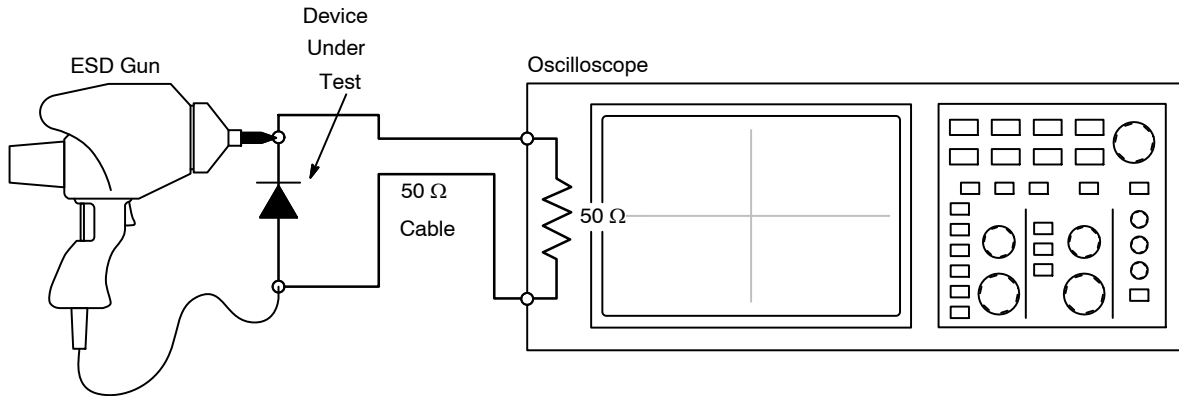 Device
Under
Test
ESD Gun
Oscilloscope
50 Ω
Cable
50 Ω